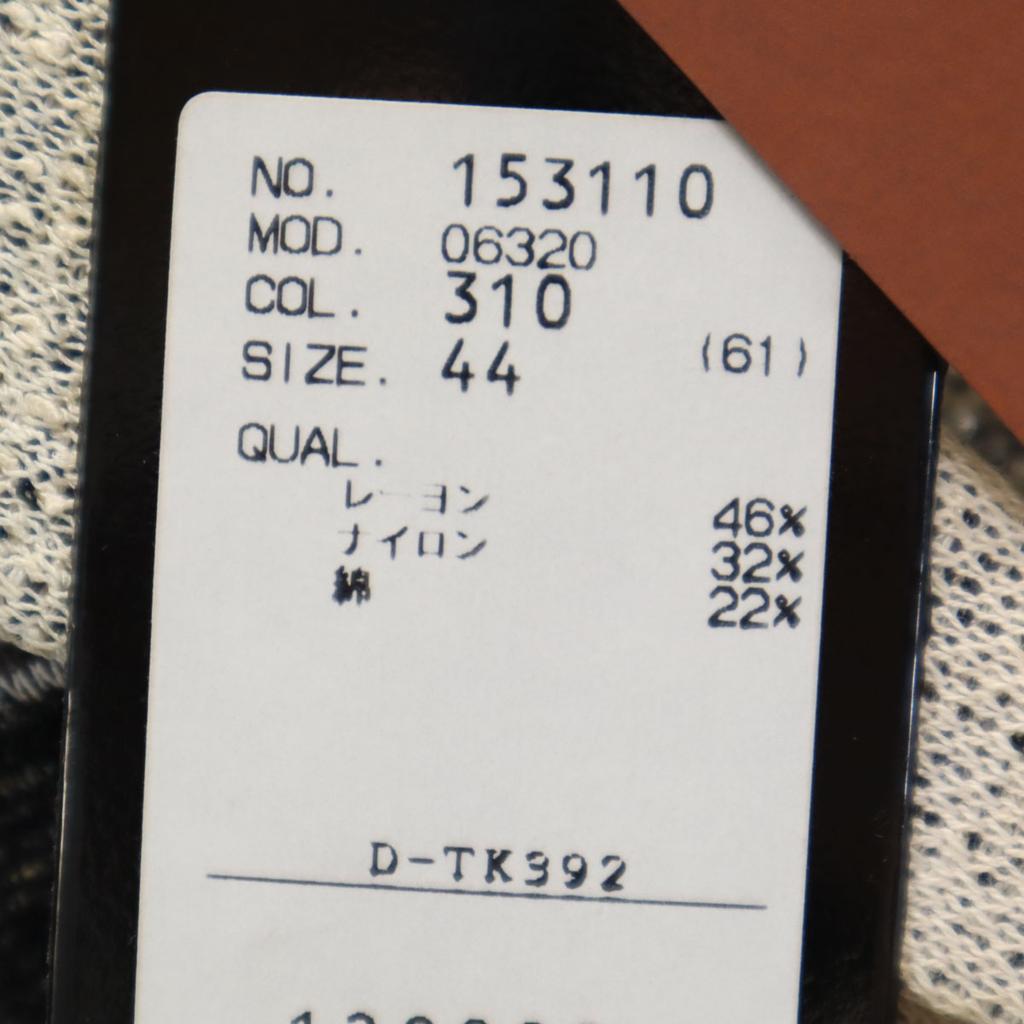 NO. 153110
MOD. 06320
COL. 310
SIZE. 44 (61)
QUAL.
レーヨン 46%
ナイロン 32%
綿 22%
D-TK392